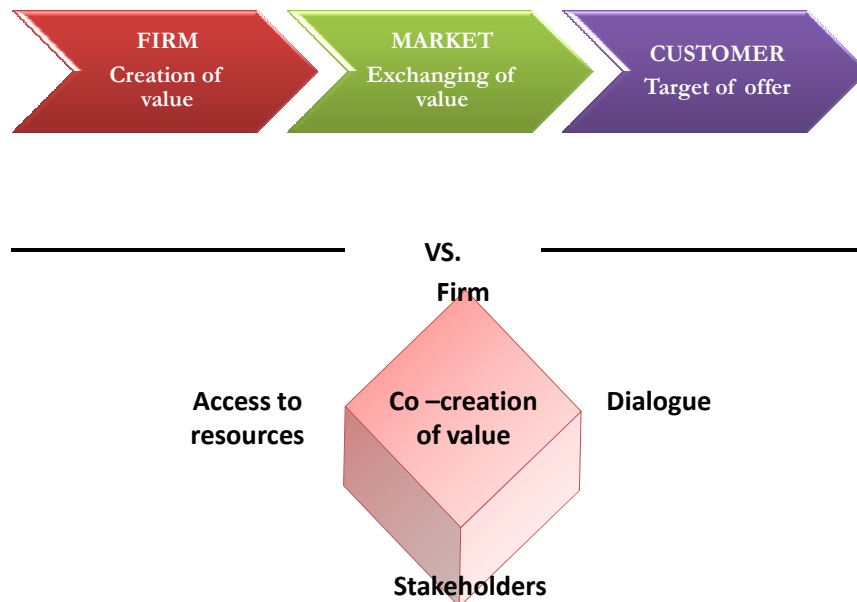 FIRM
Creation of
value
MARKET
Exchanging of
value
CUSTOMER
Target of offer
VS.
Firm
Access to
resources
Co –creation
of value
Dialogue
Stakeholders